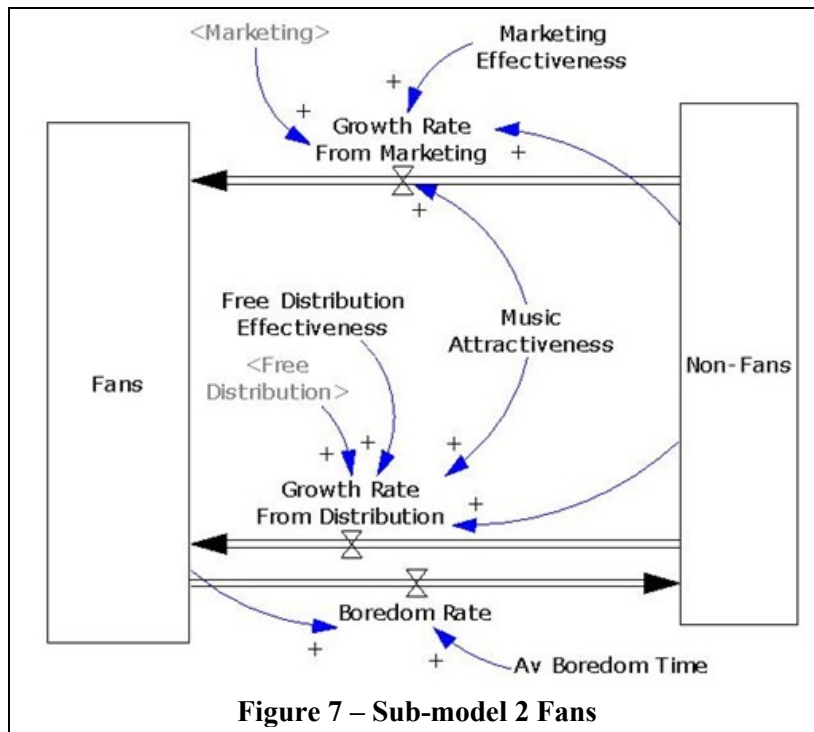 <Marketing>
Marketing
Effectiveness
+
+
Growth Rate
From Marketing
+
+
Free Distribution
Effectiveness
Music
Attractiveness
<Free
Distribution>
Fans
Non-Fans
+
+
+
Growth Rate
From Distribution
+
Boredom Rate
+
+
Av Boredom Time
Figure 7 – Sub-model 2 Fans